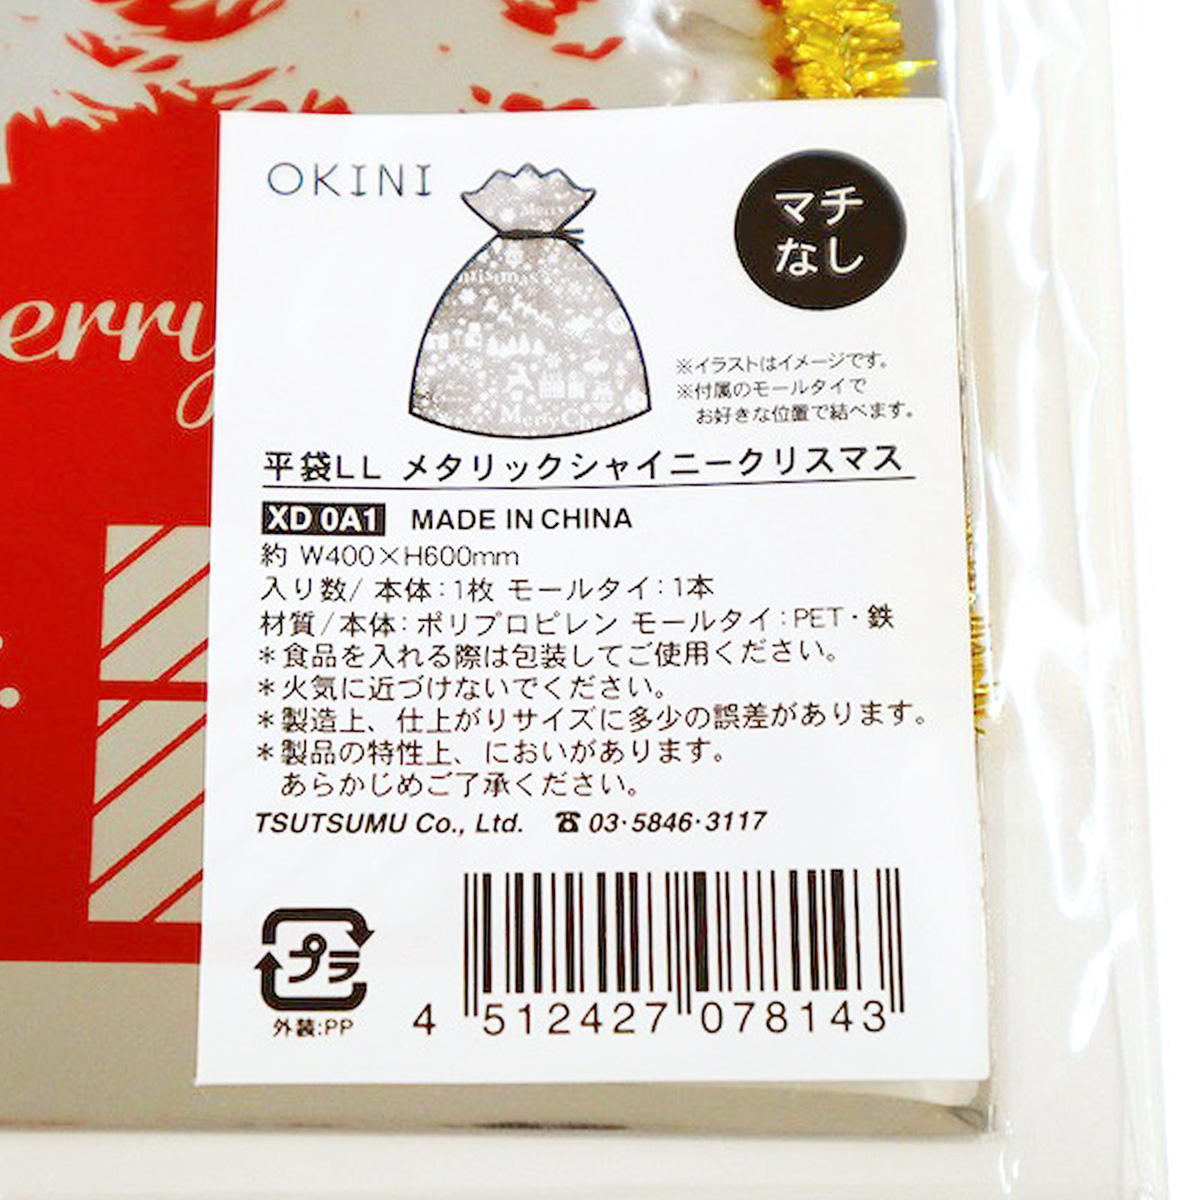 OKINI
マチ
なし
Merry
Christmas
Merry Ch
※イラストはイメージです。
※付属のモールタイで
お好きな位置で結べます。
erry
平袋LL メタリックシャイニークリスマス
XD 0A1 MADE IN CHINA
約 W400×H600mm
入り数/本体:1枚 モールタイ:1本
材質/本体:ポリプロピレン モールタイ:PET・鉄
*食品を入れる際は包装してご使用ください。
*火気に近づけないでください。
*製造上、仕上がりサイズに多少の誤差があります。
*製品の特性上、においがあります。
あらかじめご了承ください。
TSUTSUMU Co., Ltd. ☎ 03・5846・3117
プラ
外装:PP
4 512427 078143